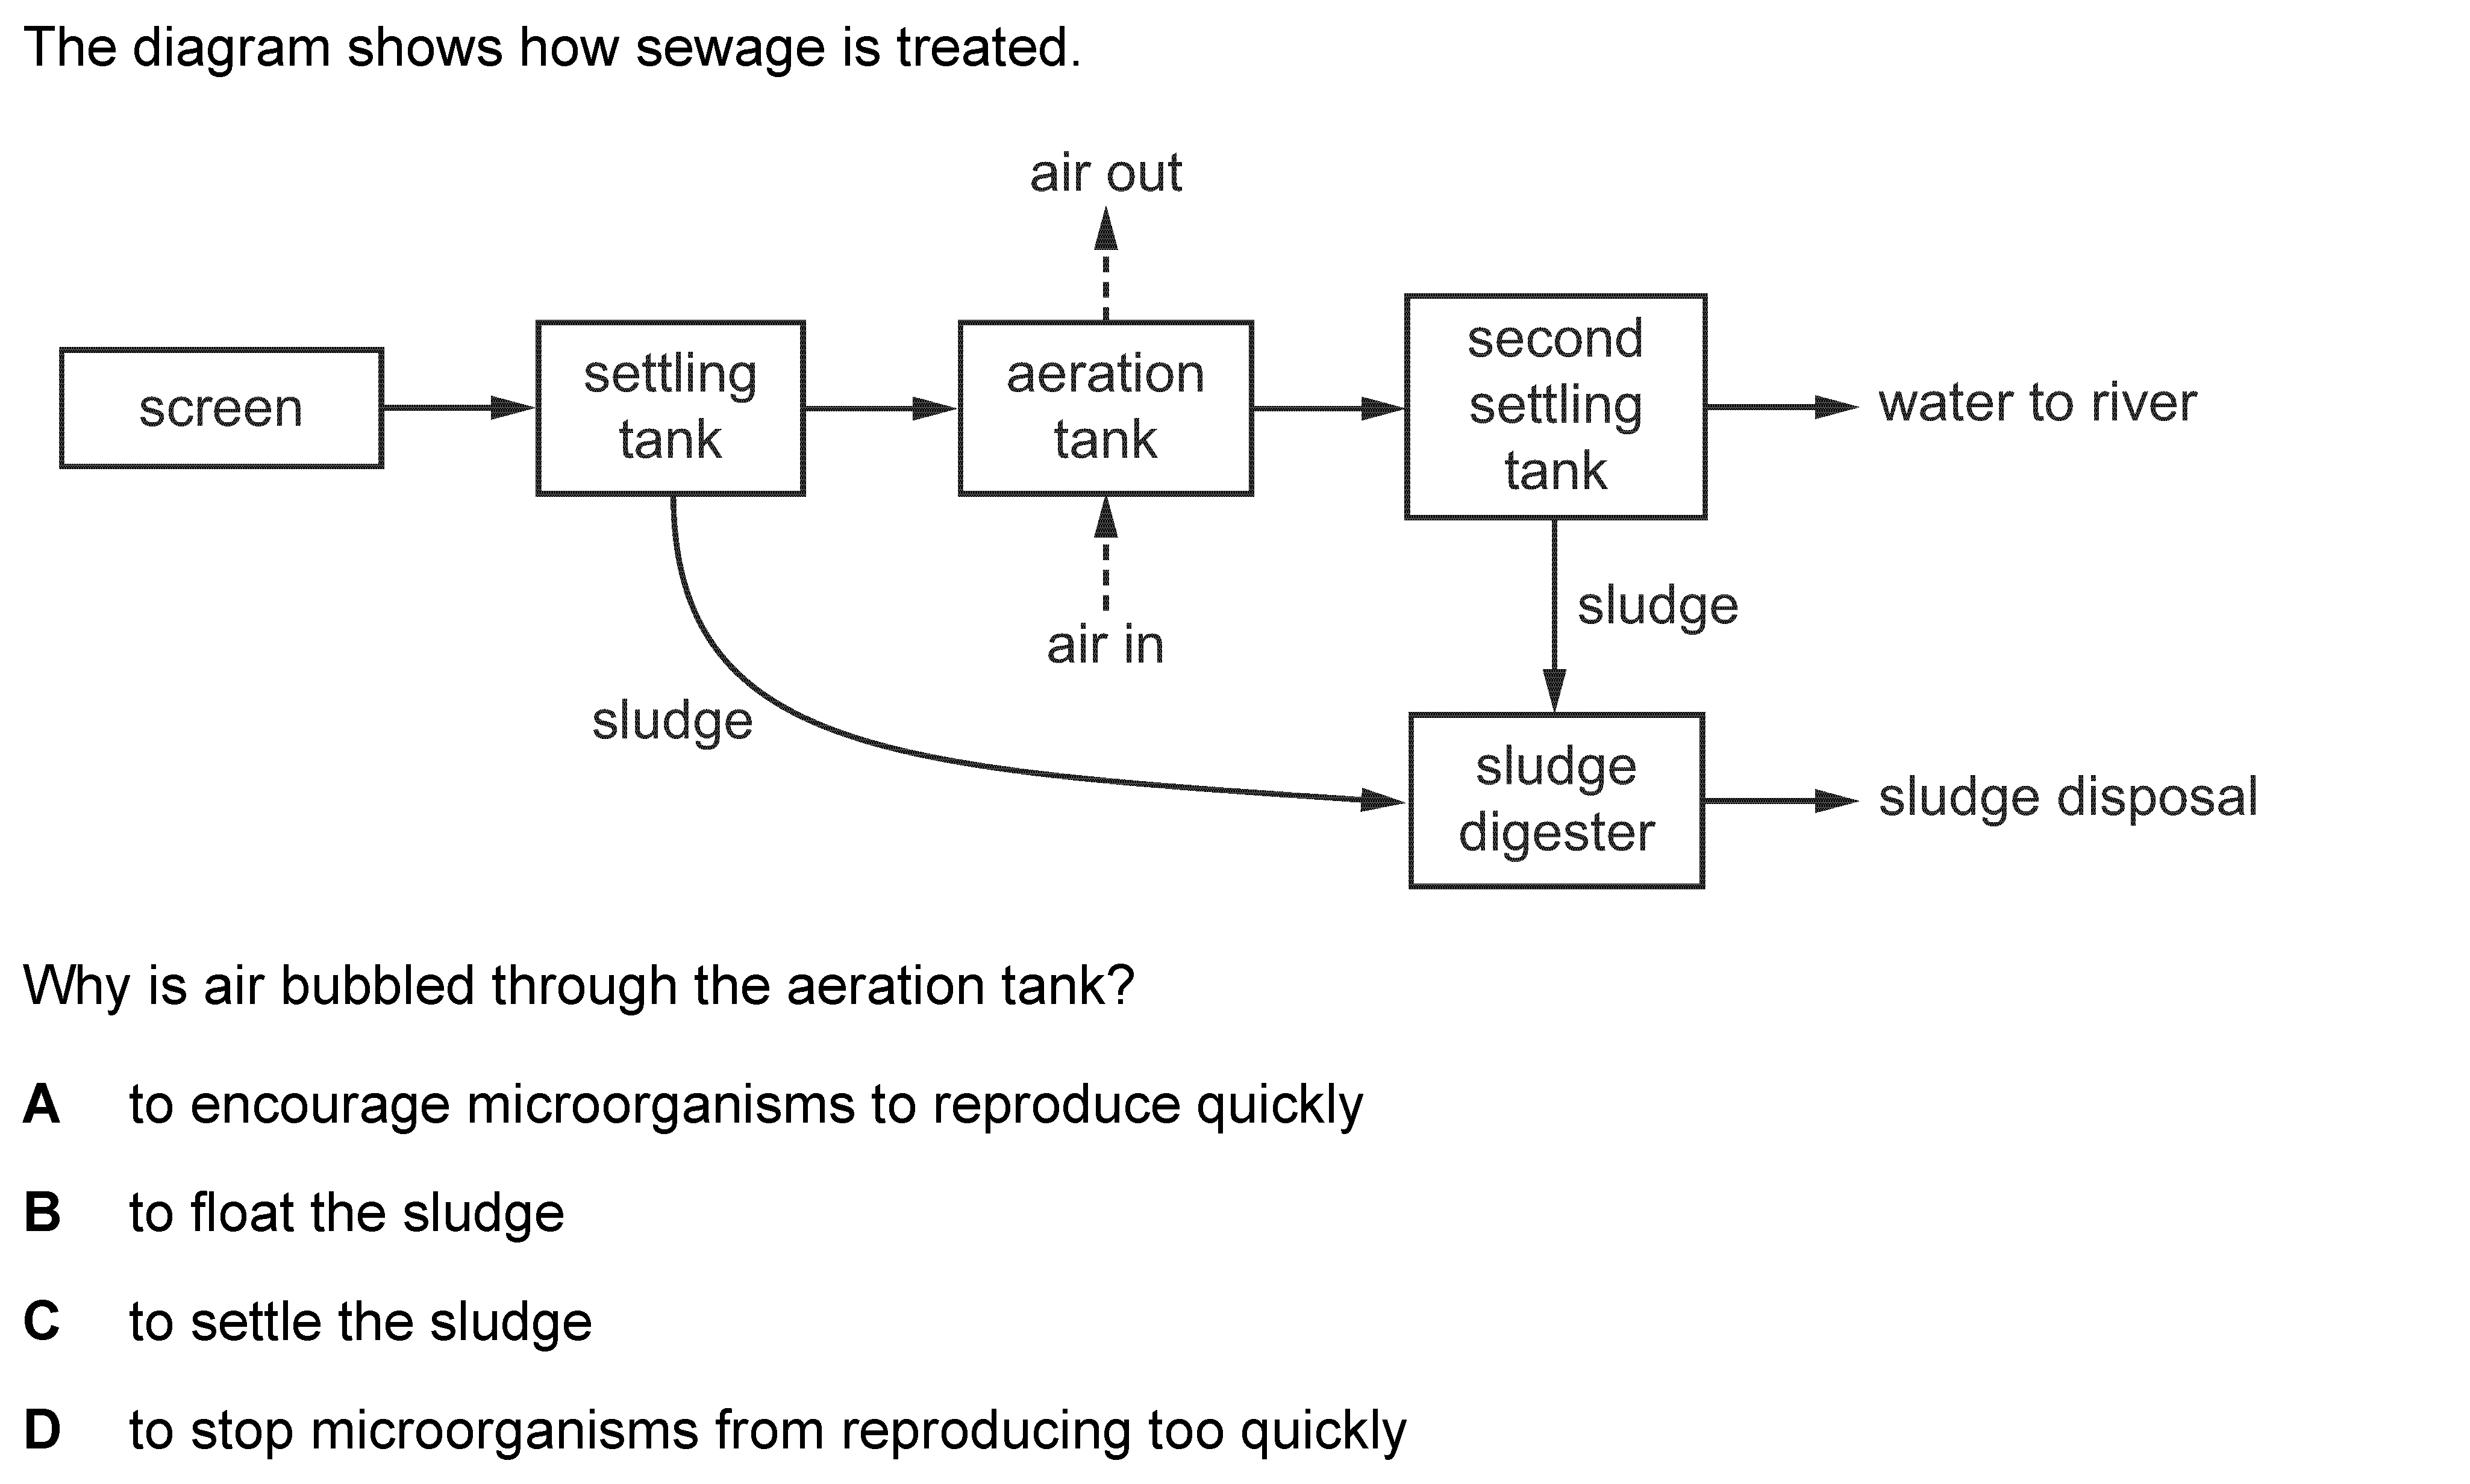 The diagram shows how sewage is treated.
air out
screen
settling
tank
aeration
tank
second
settling
tank
water to river
air in
sludge
sludge
sludge
digester
sludge disposal
Why is air bubbled through the aeration tank?
A to encourage microorganisms to reproduce quickly
B to float the sludge
C to settle the sludge
D to stop microorganisms from reproducing too quickly